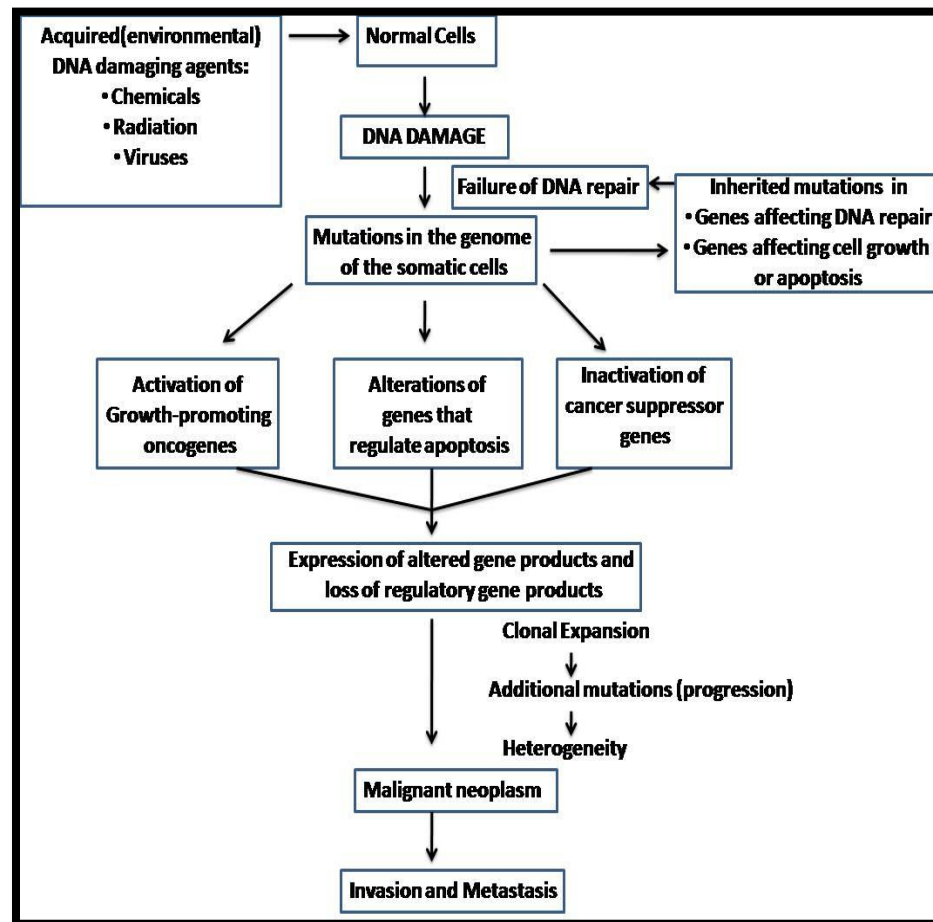 Acquired(environmental)
DNA damaging agents:
• Chemicals
• Radiation
• Viruses
Normal Cells
DNA DAMAGE
Failure of DNA repair
Inherited mutations in
• Genes affecting DNA repair
• Genes affecting cell growth
or apoptosis
Mutations in the genome
of the somatic cells
Activation of
Growth-promoting
oncogenes
Alterations of
genes that
regulate apoptosis
Inactivation of
cancer suppressor
genes
Expression of altered gene products and
loss of regulatory gene products
Clonal Expansion
Additional mutations (progression)
Heterogeneity
Malignant neoplasm
Invasion and Metastasis